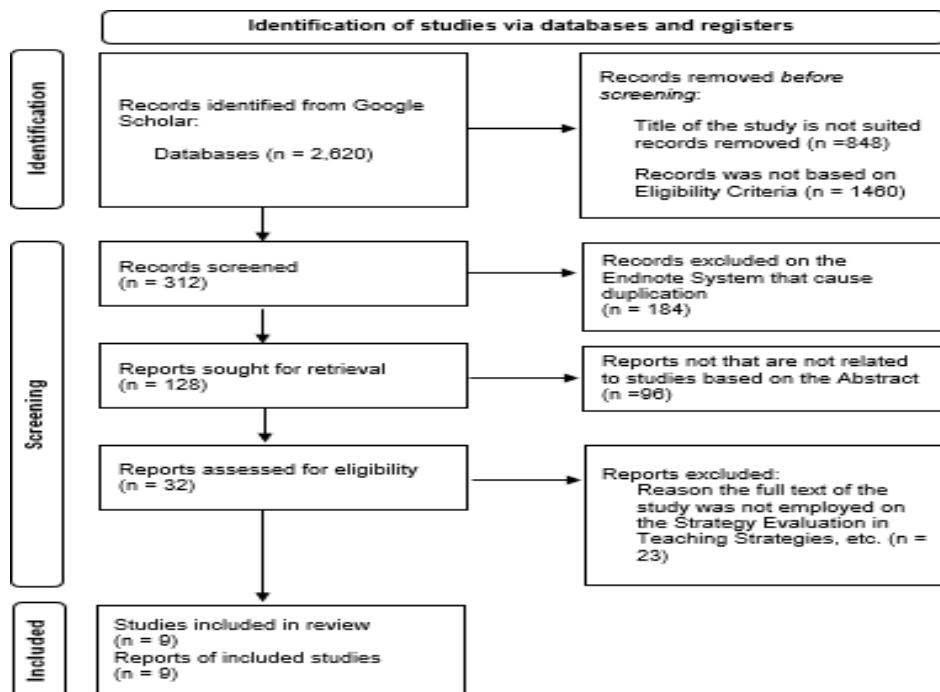 Identification of studies via databases and registers
Identification
Records identified from Google
Scholar:
Databases (n = 2,620)
Records removed before
screening:
Title of the study is not suited
records removed (n =848)
Records was not based on
Eligibility Criteria (n = 1460)
Screening
Records screened
(n = 312)
Records excluded on the
Endnote System that cause
duplication
(n = 184)
Reports sought for retrieval
(n = 128)
Reports not that are not related
to studies based on the Abstract
(n =96)
Reports assessed for eligibility
(n = 32)
Reports excluded:
Reason the full text of the
study was not employed on
the Strategy Evaluation in
Teaching Strategies, etc. (n =
23)
Included
Studies included in review
(n = 9)
Reports of included studies
(n = 9)